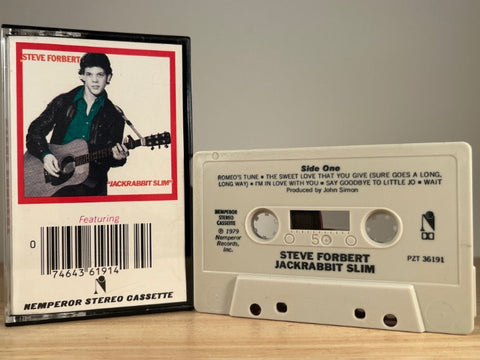 STEVE FORBERT
"JACKRABBIT SLIM"
Featuring
0
74643 61914
NEMPEROR STEREO CASSETTE
Side One
ROMEO'S TUNE • THE SWEET LOVE THAT YOU GIVE (SURE GOES A LONG,
LONG WAY) • I'M IN LOVE WITH YOU • SAY GOODBYE TO LITTLE JO • WAIT
Produced by John Simon
NEMPEROR
STEREO
CASSETTE
℗ 1979
Nemperor
Records,
Inc.
50
N
STEVE FORBERT
JACKRABBIT SLIM
PZT 36191